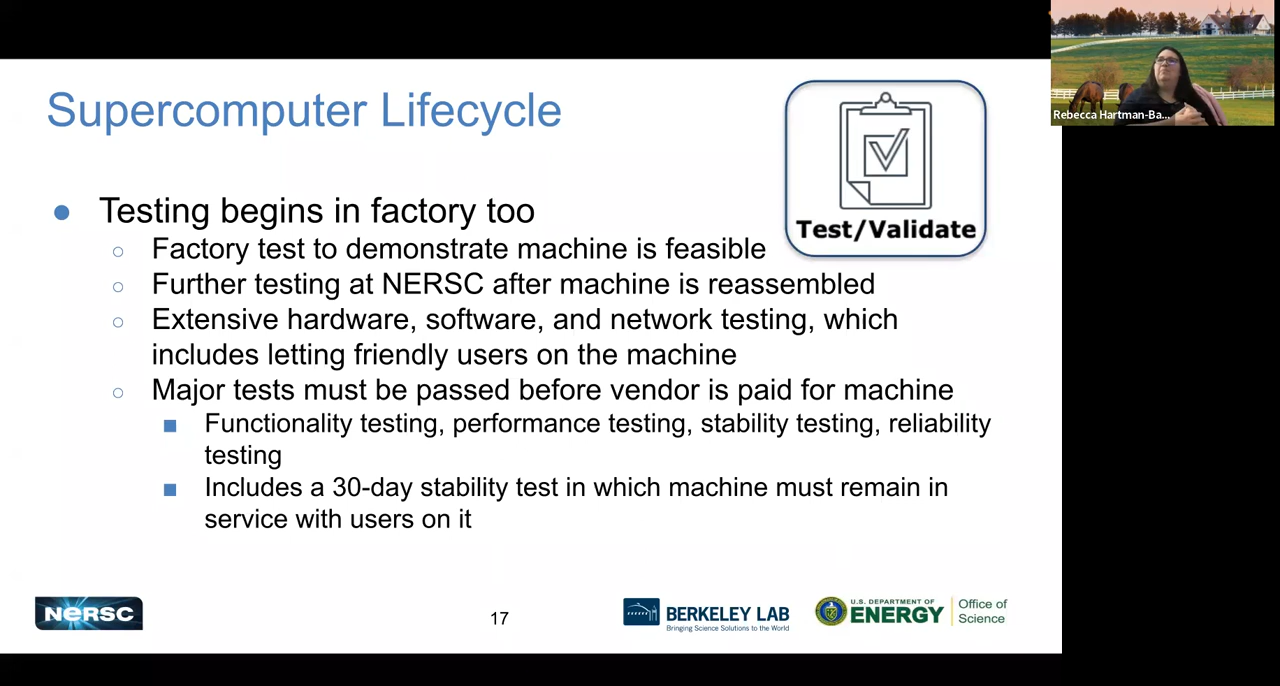 Supercomputer Lifecycle
Test/Validate
Rebecca Hartman-Ba...
● Testing begins in factory too
○ Factory test to demonstrate machine is feasible
○ Further testing at NERSC after machine is reassembled
○ Extensive hardware, software, and network testing, which
includes letting friendly users on the machine
○ Major tests must be passed before vendor is paid for machine
■ Functionality testing, performance testing, stability testing, reliability
testing
■ Includes a 30-day stability test in which machine must remain in
service with users on it
NERSC
17
BERKELEY LAB
Bringing Science Solutions to the World
U.S. DEPARTMENT OF
ENERGY
Office of
Science